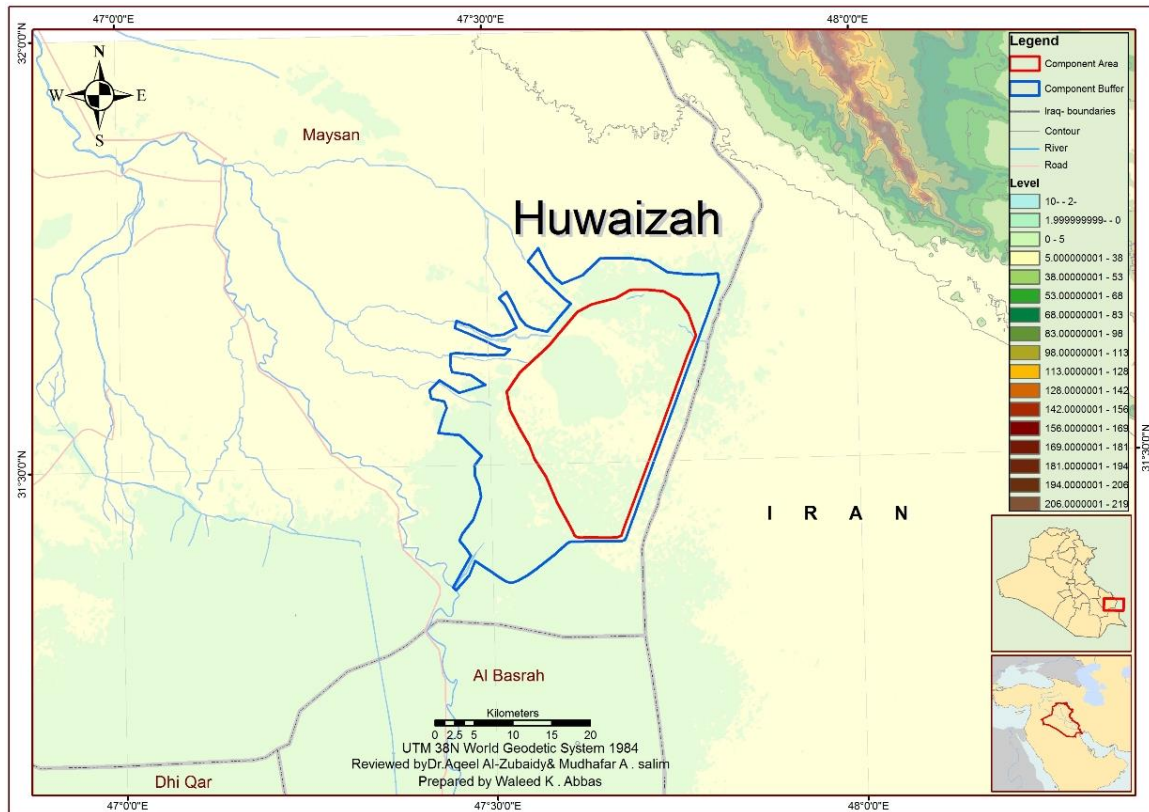 47°0'0"E
47°30'0"E
48°0'0"E
32°0'0"N
N
W
E
S
Maysan
Huwaizah
31°30'0"N
31°30'0"N
I R A N
Al Basrah
Dhi Qar
Kilometers
0 2.5 5 10 15 20
UTM 38N World Geodetic System 1984
Reviewed byDr.Aqeel Al-Zubaidy& Mudhafar A . salim
Prepared by Waleed K . Abbas
47°0'0"E
47°30'0"E
48°0'0"E
Legend
Component Area
Component Buffer
Iraq- boundaries
Contour
River
Road
Level
10- - 2-
1.999999999- - 0
0 - 5
5.000000001 - 38
38.00000001 - 53
53.00000001 - 68
68.00000001 - 83
83.00000001 - 98
98.00000001 - 113
113.0000001 - 128
128.0000001 - 142
142.0000001 - 156
156.0000001 - 169
169.0000001 - 181
181.0000001 - 194
194.0000001 - 206
206.0000001 - 219